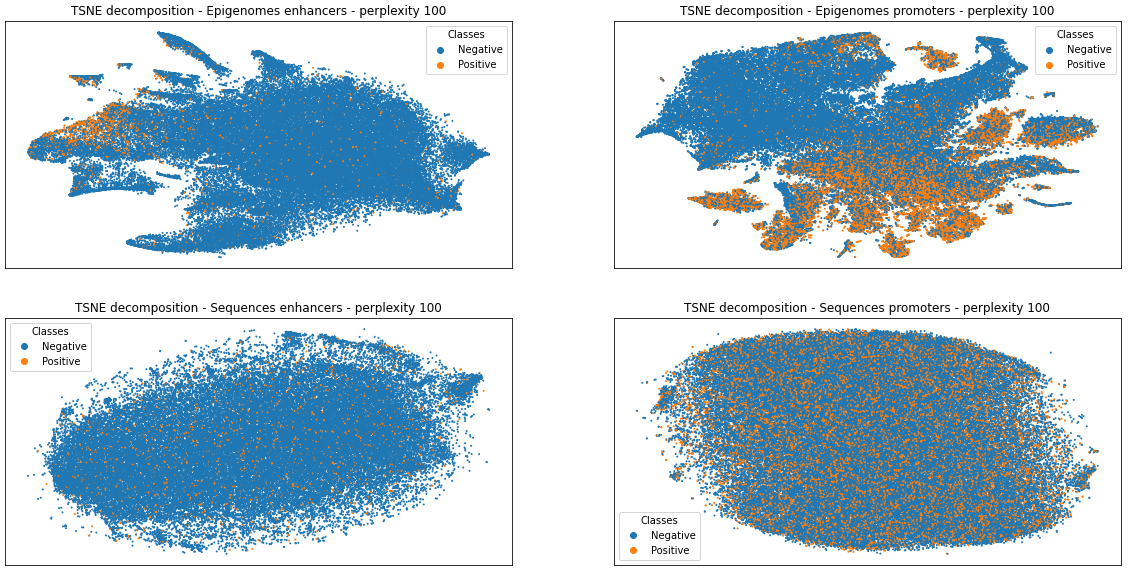 TSNE decomposition - Epigenomes enhancers - perplexity 100
Classes
Negative
Positive
TSNE decomposition - Epigenomes promoters - perplexity 100
Classes
Negative
Positive
TSNE decomposition - Sequences enhancers - perplexity 100
Classes
Negative
Positive
TSNE decomposition - Sequences promoters - perplexity 100
Classes
Negative
Positive